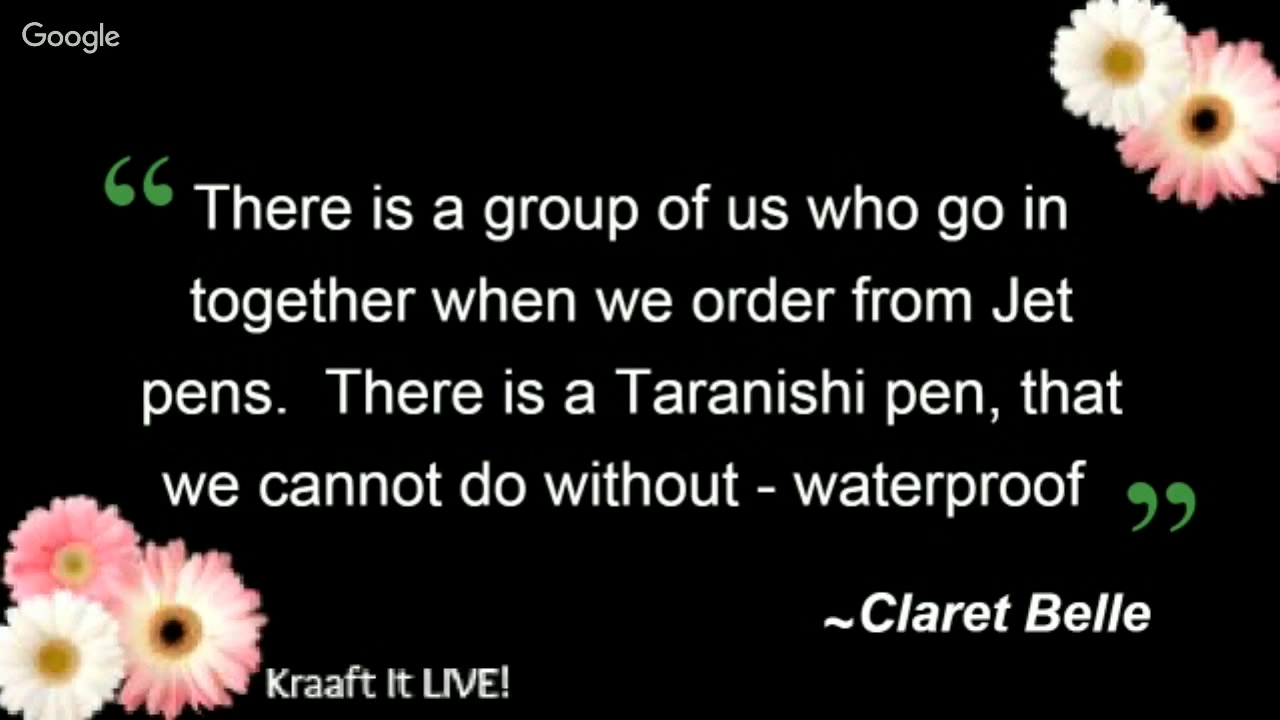 Google
“There is a group of us who go in
together when we order from Jet
pens.  There is a Taranishi pen, that
we cannot do without - waterproof”
~Claret Belle
Kraaft It LIVE!